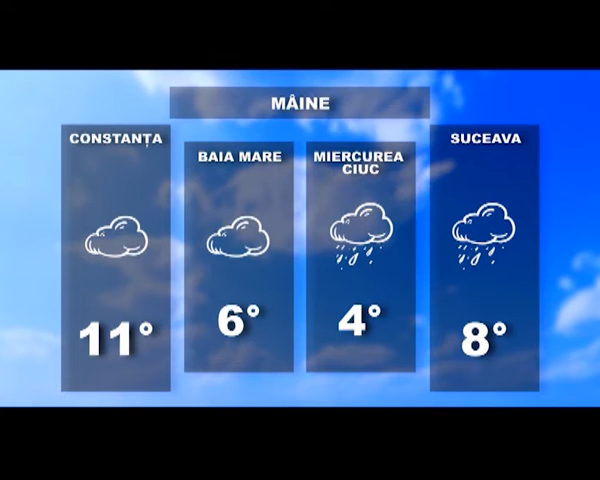 MÂINE
CONSTANȚA
11°
BAIA MARE
6°
MIERCUREA
CIUC
4°
SUCEAVA
8°